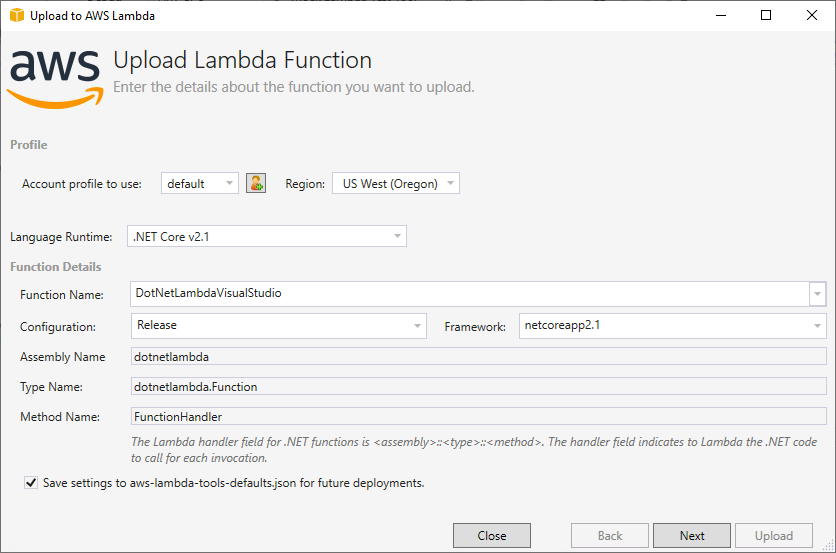 Upload to AWS Lambda
aws
Upload Lambda Function
Enter the details about the function you want to upload.
Profile
Account profile to use: default Region: US West (Oregon)
Language Runtime: .NET Core v2.1
Function Details
Function Name: DotNetLambdaVisualStudio
Configuration: Release Framework: netcoreapp2.1
Assembly Name dotnetlambda
Type Name: dotnetlambda.Function
Method Name: FunctionHandler
The Lambda handler field for .NET functions is <assembly>::<type>::<method>. The handler field indicates to Lambda the .NET code
to call for each invocation.
Save settings to aws-lambda-tools-defaults.json for future deployments.
Close Back Next Upload